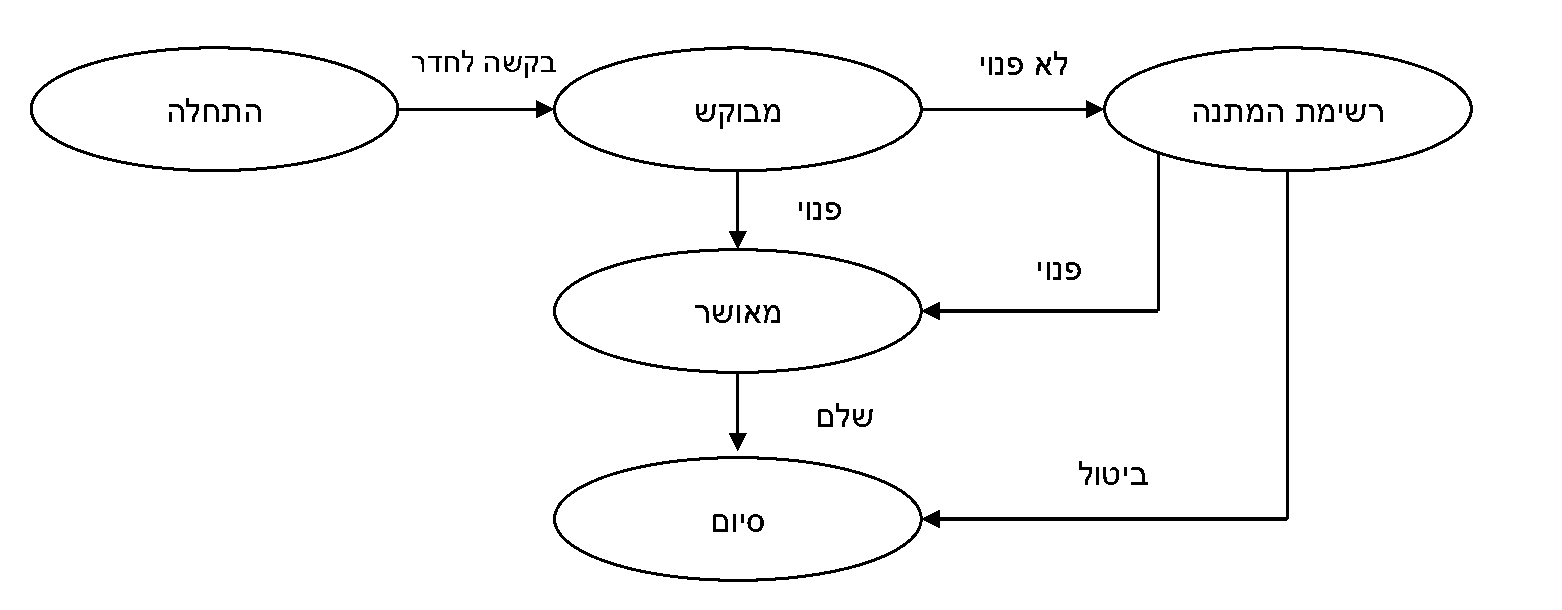 התחלה
בקשה לחדר
מבוקש
לא פנוי
רשימת המתנה
פנוי
פנוי
מאושר
שלם
ביטול
סיום